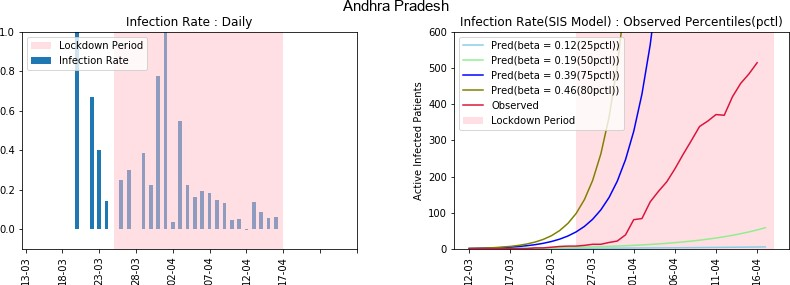 Andhra Pradesh
Infection Rate : Daily
Lockdown Period
Infection Rate
1.0
0.8
0.6
0.4
0.2
0.0
13-03
18-03
23-03
28-03
02-04
07-04
12-04
17-04
Infection Rate(SIS Model) : Observed Percentiles(pctl)
Pred(beta = 0.12(25pctl))
Pred(beta = 0.19(50pctl))
Pred(beta = 0.39(75pctl))
Pred(beta = 0.46(80pctl))
Observed
Lockdown Period
Active Infected Patients
600
500
400
300
200
100
0
12-03
17-03
22-03
27-03
01-04
06-04
11-04
16-04